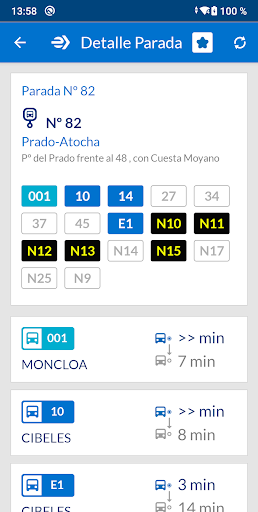 13:58 100 %
Detalle Parada
Parada Nº 82
Nº 82
Prado-Atocha
Pº del Prado frente al 48 , con Cuesta Moyano
001 10 14 27 34
37 45 E1 N10 N11
N12 N13 N14 N15 N17
N25 N9
001 >> min
MONCLOA 7 min
10 >> min
CIBELES 8 min
E1 3 min
CIBELES 14 min